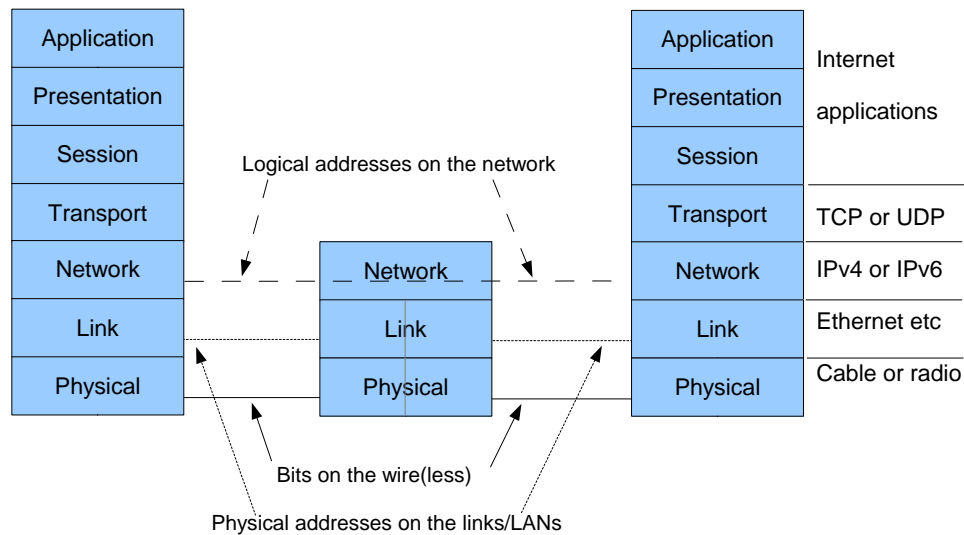 Application
Presentation
Session
Transport
Network
Link
Physical
Logical addresses on the network
Network
Link
Physical
Application
Presentation
Session
Transport
Network
Link
Physical
Internet
applications
TCP or UDP
IPv4 or IPv6
Ethernet etc
Cable or radio
Bits on the wire(less)
Physical addresses on the links/LANs